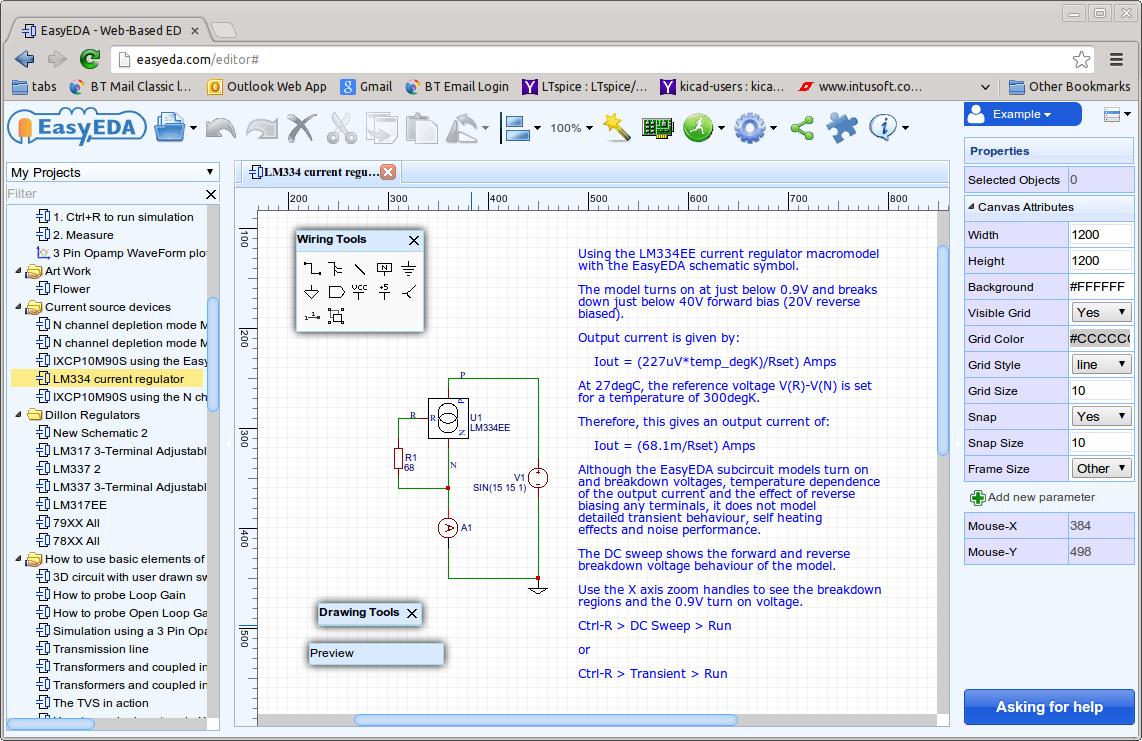 EasyEDA - Web-Based ED
easyeda.com/editor#
tabs
BT Mail Classic l...
Outlook Web App
Gmail
BT Email Login
LTspice : LTspice/...
kicad-users : kica...
www.intusoft.co...
Other Bookmarks
EasyEDA
100%
Example
My Projects
Filter
1. Ctrl+R to run simulation
2. Measure
3 Pin Opamp WaveForm plo
Art Work
Flower
Current source devices
N channel depletion mode M
N channel depletion mode M
IXCP10M90S using the Easy
LM334 current regulator
IXCP10M90S using the N ch
Dillon Regulators
New Schematic 2
LM317 3-Terminal Adjustabl
LM337 2
LM337 3-Terminal Adjustabl
LM317EE
79XX All
78XX All
How to use basic elements of
3D circuit with user drawn sw
How to probe Loop Gain
How to probe Open Loop Ga
Simulation using a 3 Pin Opa
Transmission line
Transformers and coupled in
Transformers and coupled in
The TVS in action
LM334 current regu...
200
300
400
500
600
700
800
100
200
300
400
500
Wiring Tools
N
VCC
+5
P
R
R
P
N
U1
LM334EE
R1
68
N
V1
SIN(15 15 1)
A
A1
Drawing Tools
Preview
Using the LM334EE current regulator macromodel
with the EasyEDA schematic symbol.
The model turns on at just below 0.9V and breaks
down just below 40V forward bias (20V reverse
biased).
Output current is given by:
Iout = (227uV*temp_degK)/Rset) Amps
At 27degC, the reference voltage V(R)-V(N) is set
for a temperature of 300degK.
Therefore, this gives an output current of:
Iout = (68.1m/Rset) Amps
Although the EasyEDA subcircuit models turn on
and breakdown voltages, temperature dependence
of the output current and the effect of reverse
biasing any terminals, it does not model
detailed transient behaviour, self heating
effects and noise performance.
The DC sweep shows the forward and reverse
breakdown voltage behaviour of the model.
Use the X axis zoom handles to see the breakdown
regions and the 0.9V turn on voltage.
Ctrl-R > DC Sweep > Run
or
Ctrl-R > Transient > Run
Properties
Selected Objects 0
Canvas Attributes
Width 1200
Height 1200
Background #FFFFFF
Visible Grid Yes
Grid Color #CCCCCC
Grid Style line
Grid Size 10
Snap Yes
Snap Size 10
Frame Size Other
Add new parameter
Mouse-X 384
Mouse-Y 498
Asking for help